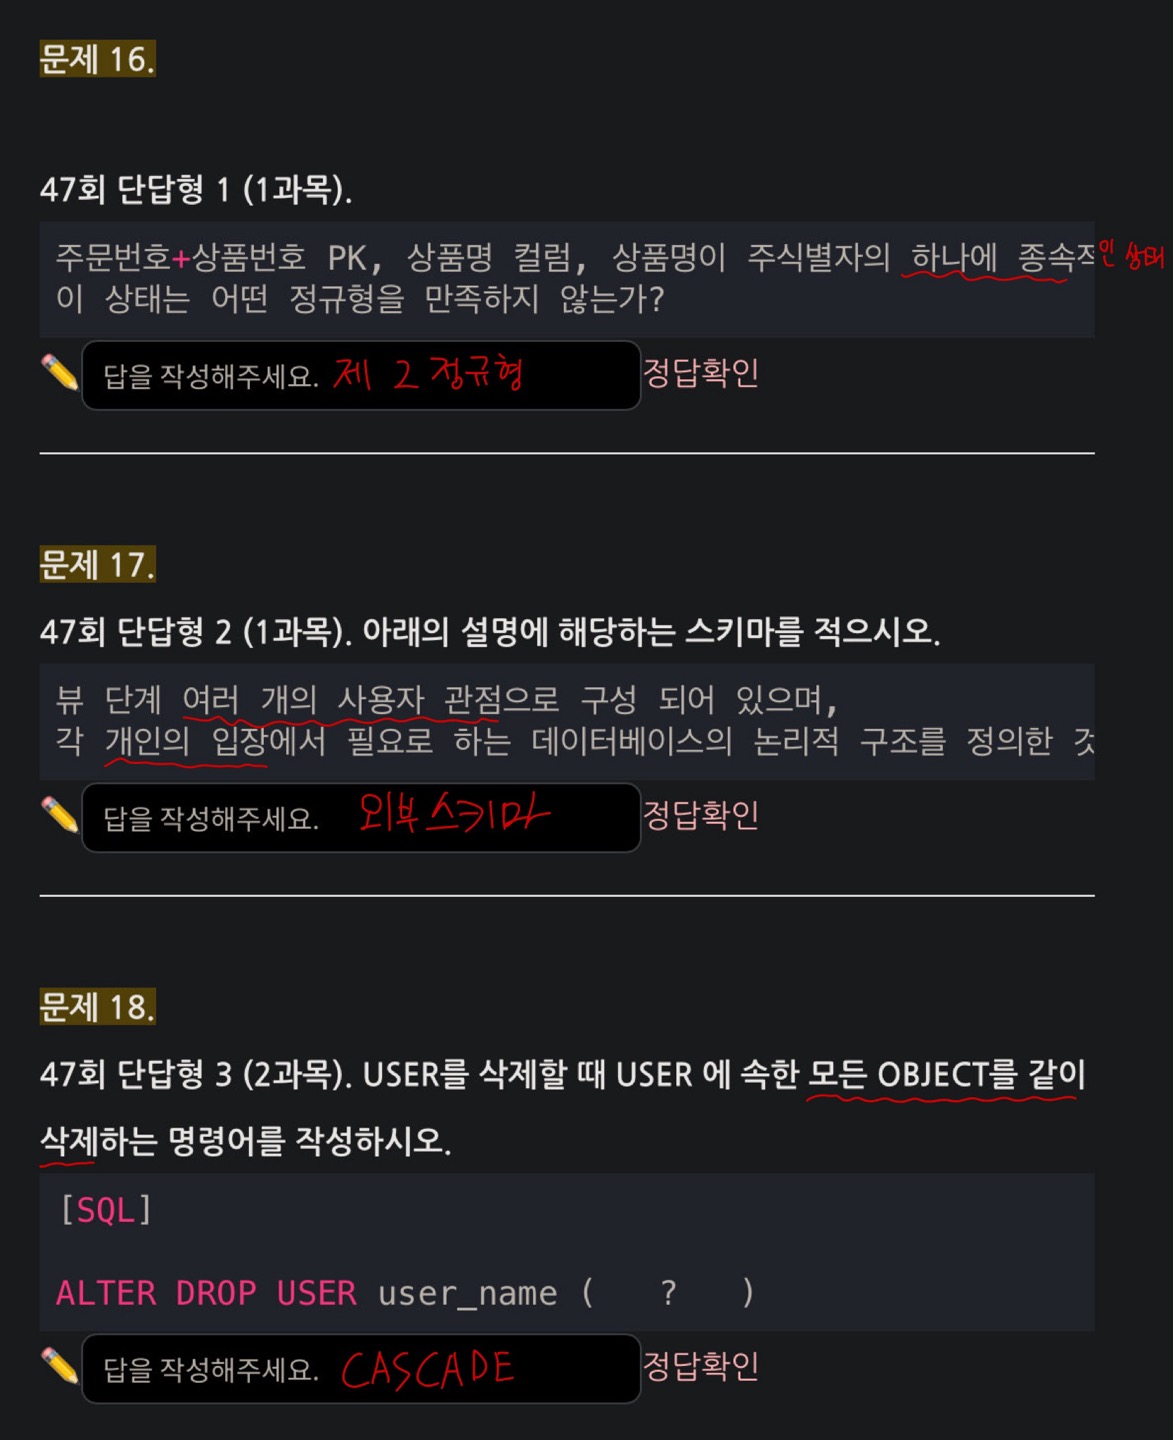 문제 16.
47회 단답형 1 (1과목).
주문번호+상품번호 PK, 상품명 컬럼, 상품명이 주식별자의 하나에 종속적인 상태
이 상태는 어떤 정규형을 만족하지 않는가?
답을 작성해주세요. 제 2 정규형 정답확인
문제 17.
47회 단답형 2 (1과목). 아래의 설명에 해당하는 스키마를 적으시오.
뷰 단계 여러 개의 사용자 관점으로 구성 되어 있으며,
각 개인의 입장에서 필요로 하는 데이터베이스의 논리적 구조를 정의한 것
답을 작성해주세요. 외부스키마 정답확인
문제 18.
47회 단답형 3 (2과목). USER를 삭제할 때 USER 에 속한 모든 OBJECT를 같이
삭제하는 명령어를 작성하시오.
[SQL]
ALTER DROP USER user_name ( ? )
답을 작성해주세요. CASCADE 정답확인